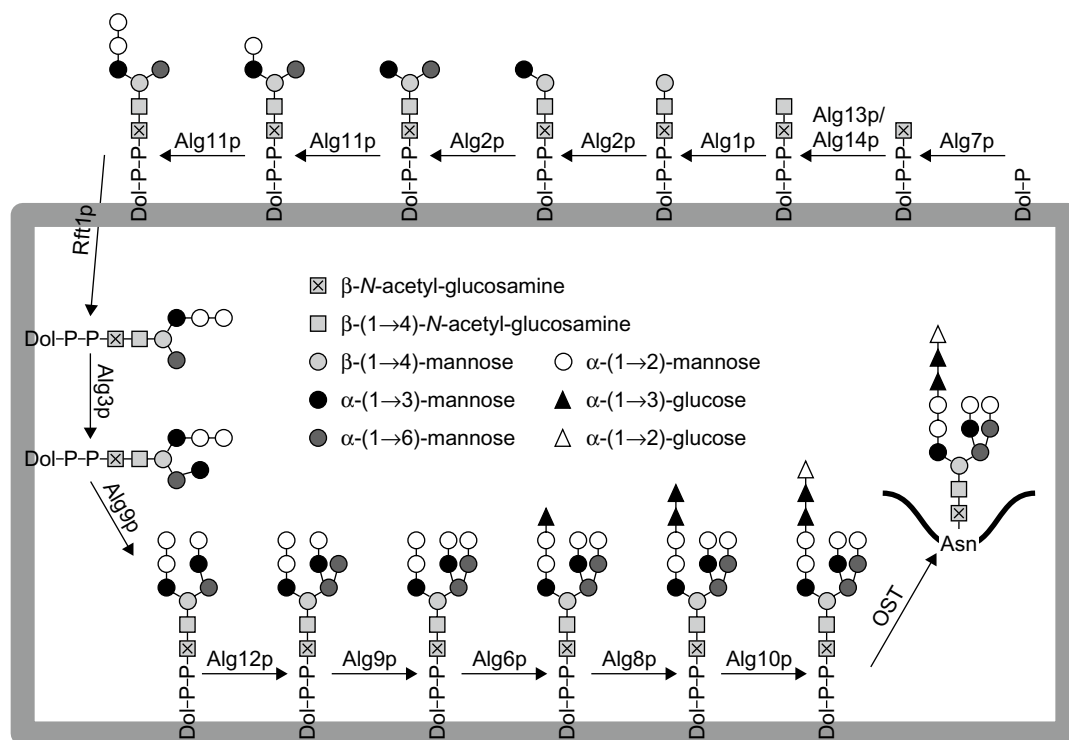 Alg13p/
Alg11p Alg11p Alg2p Alg2p Alg1p Alg14p Alg7p
Dol-P-P Dol-P-P Dol-P-P Dol-P-P Dol-P-P Dol-P-P Dol-P-P Dol-P
Rft1p
β-N-acetyl-glucosamine
β-(1→4)-N-acetyl-glucosamine
β-(1→4)-mannose α-(1→2)-mannose
α-(1→3)-mannose α-(1→3)-glucose
α-(1→6)-mannose α-(1→2)-glucose
Dol-P-P
Alg3p
Dol-P-P
Alg9p
Asn
OST
Alg12p Alg9p Alg6p Alg8p Alg10p
Dol-P-P Dol-P-P Dol-P-P Dol-P-P Dol-P-P Dol-P-P